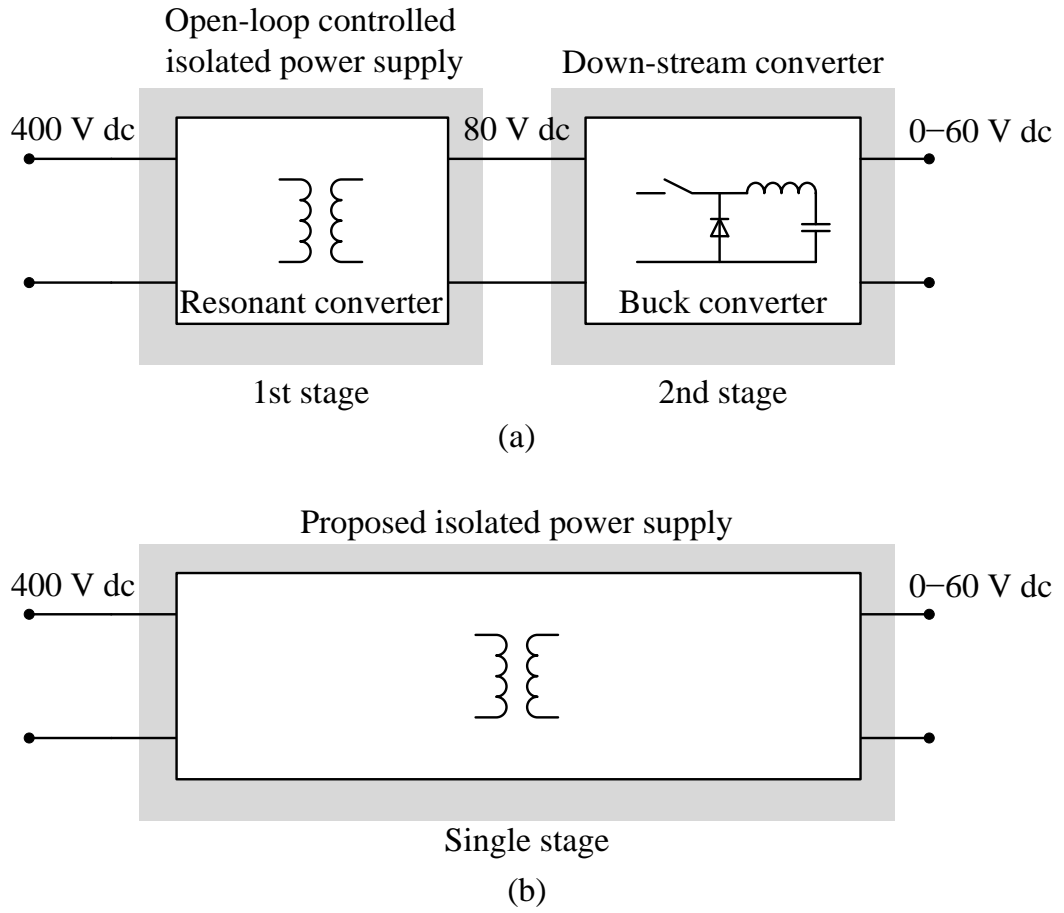 Open-loop controlled
isolated power supply
Down-stream converter
400 V dc
80 V dc
0−60 V dc
Resonant converter
Buck converter
1st stage
2nd stage
(a)
Proposed isolated power supply
400 V dc
0−60 V dc
Single stage
(b)